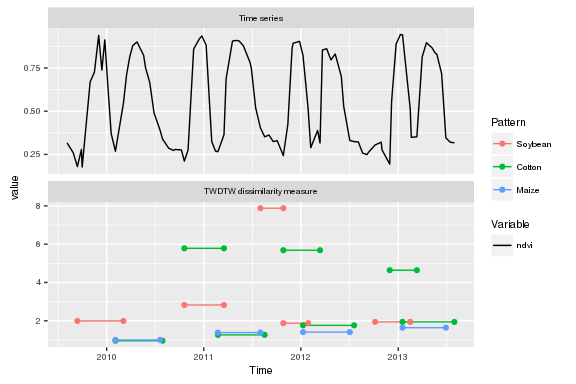 Time series
0.75
0.50
0.25
TWDTW dissimilarity measure
8
6
4
2
value
2010
2011
2012
2013
Time
Pattern
Soybean
Cotton
Maize
Variable
ndvi